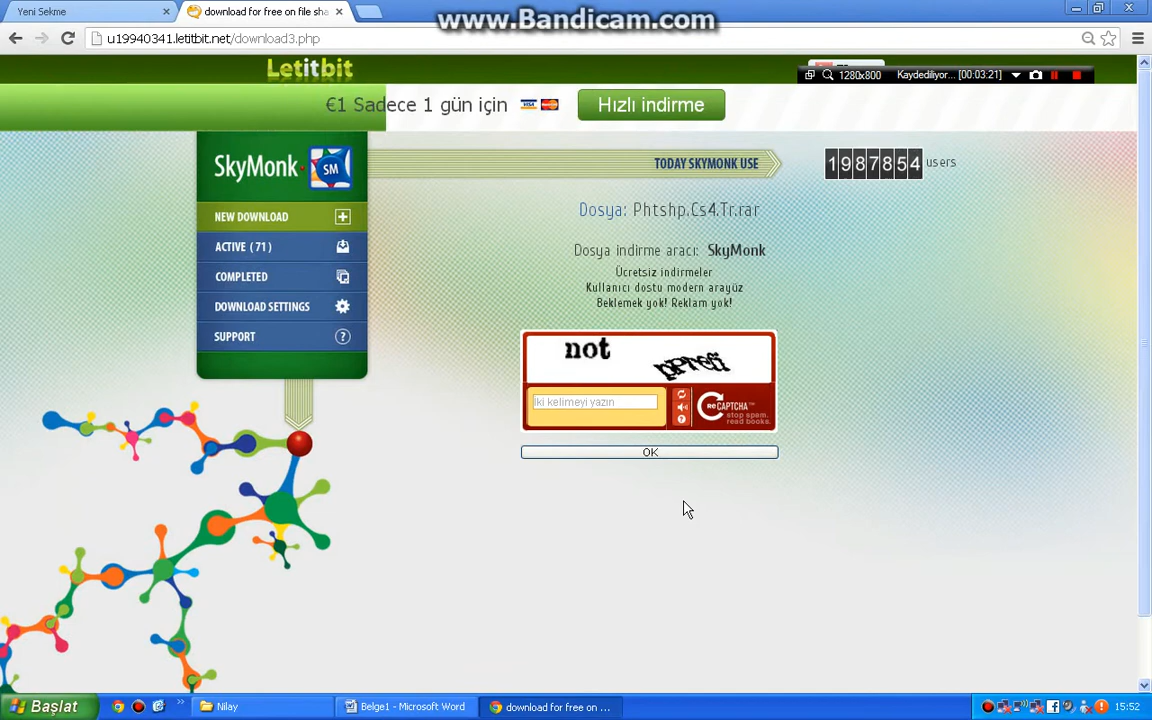 www.Bandicam.com
Yeni Sekme
download for free on file sha
u19940341.letitbit.net/download3.php
Letitbit
1280x800 Kaydediliyor... [00:03:21]
€1 Sadece 1 gün için VISA Hızlı indirme
SkyMonk SM
TODAY SKYMONK USE
1987854 users
NEW DOWNLOAD
ACTIVE ( 71 )
COMPLETED
DOWNLOAD SETTINGS
SUPPORT
Dosya: Phtshp.Cs4.Tr.rar
Dosya indirme aracı: SkyMonk
Ücretsiz indirmeler
Kullanıcı dostu modern arayüz
Beklemek yok! Reklam yok!
not
İki kelimeyi yazın
reCAPTCHA™
stop spam.
read books.
OK
Başlat
Nilay
Belge1 - Microsoft Word
download for free on ...
15:52